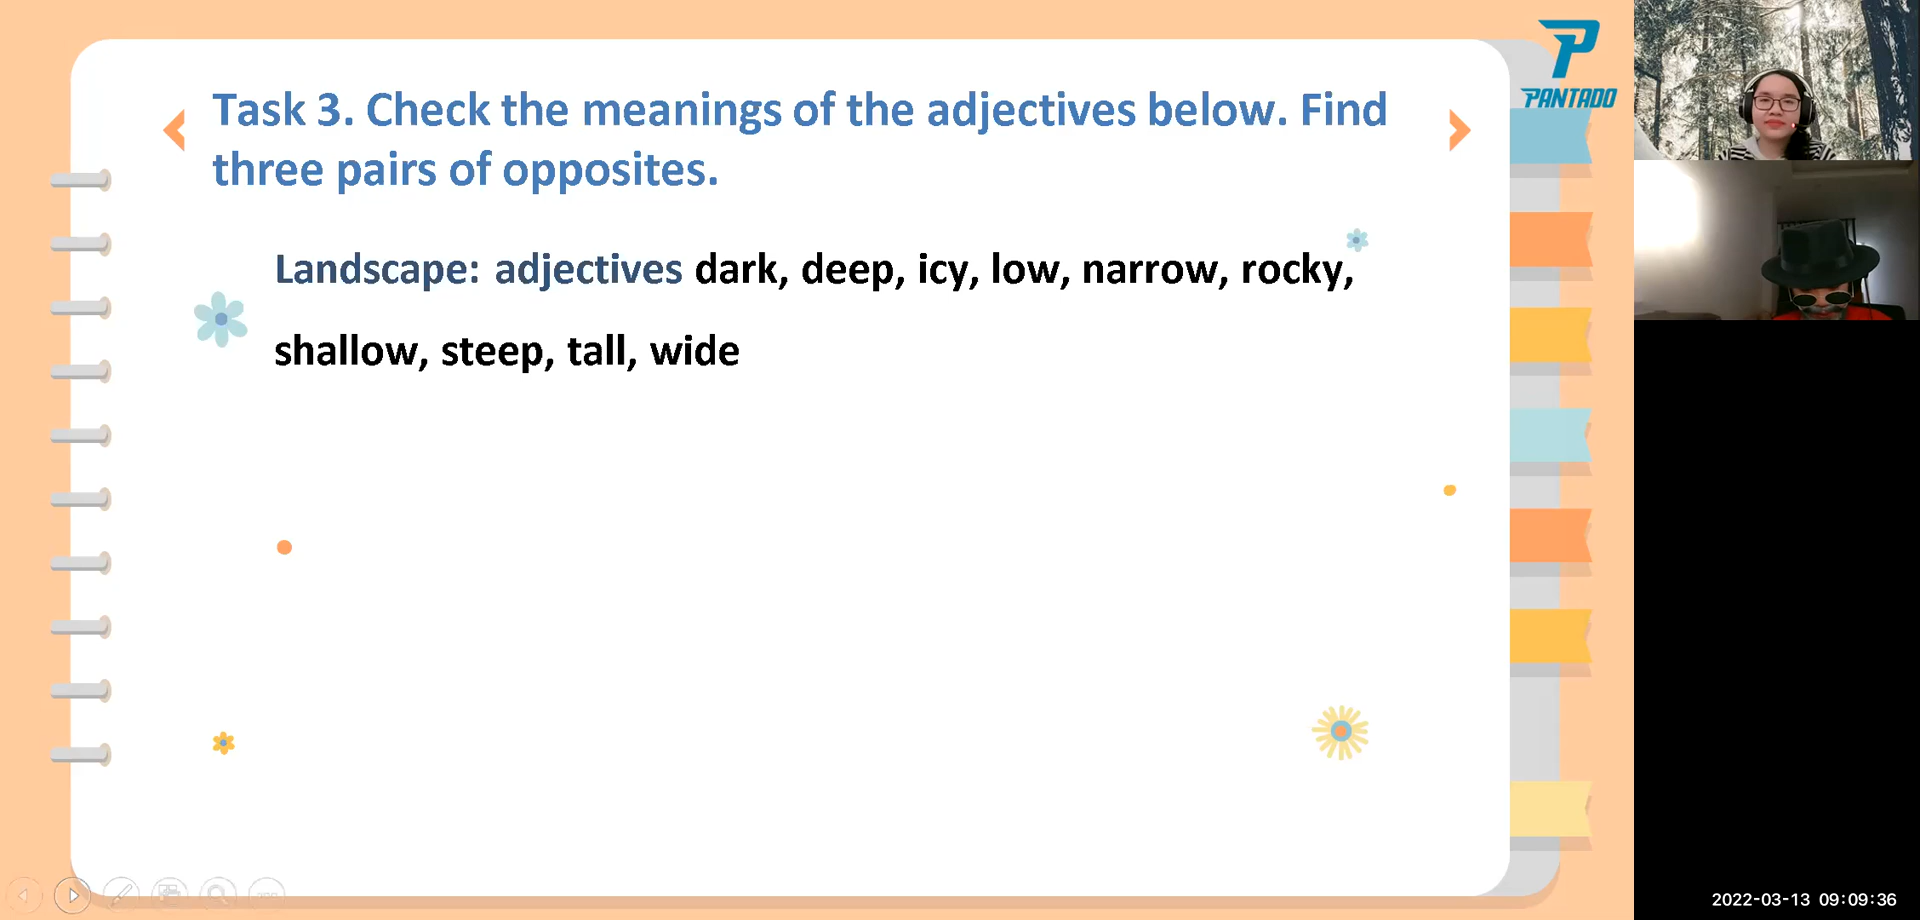 Task 3. Check the meanings of the adjectives below. Find
three pairs of opposites.
Landscape: adjectives dark, deep, icy, low, narrow, rocky,
shallow, steep, tall, wide
PANTADO
2022-03-13 09:09:36